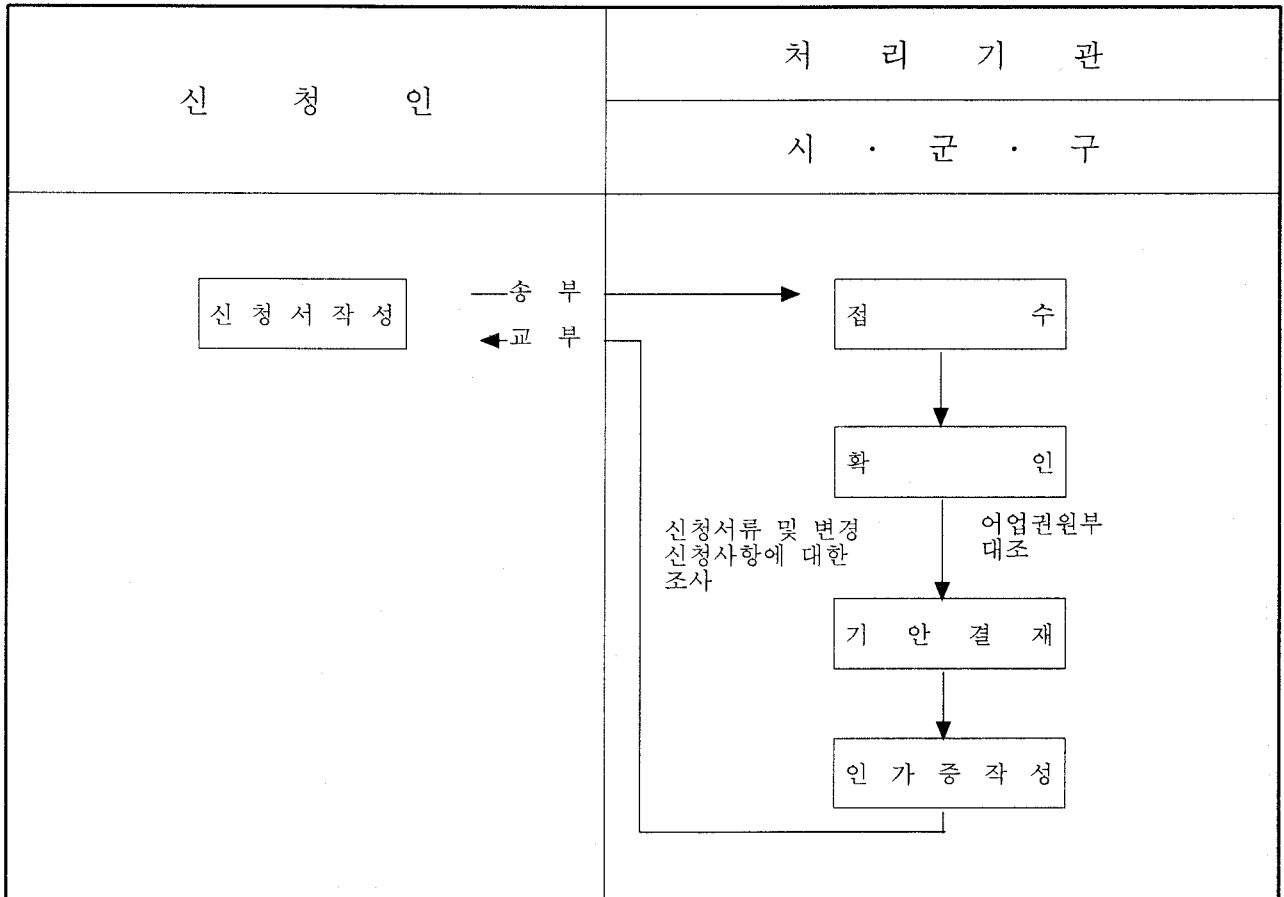 신 청 인
처 리 기 관
시 · 군 · 구
신 청 서 작 성
송 부
교 부
접 수
확 인
신청서류 및 변경
신청사항에 대한
조사
어업권원부
대조
기 안 결 재
인 가 증 작 성